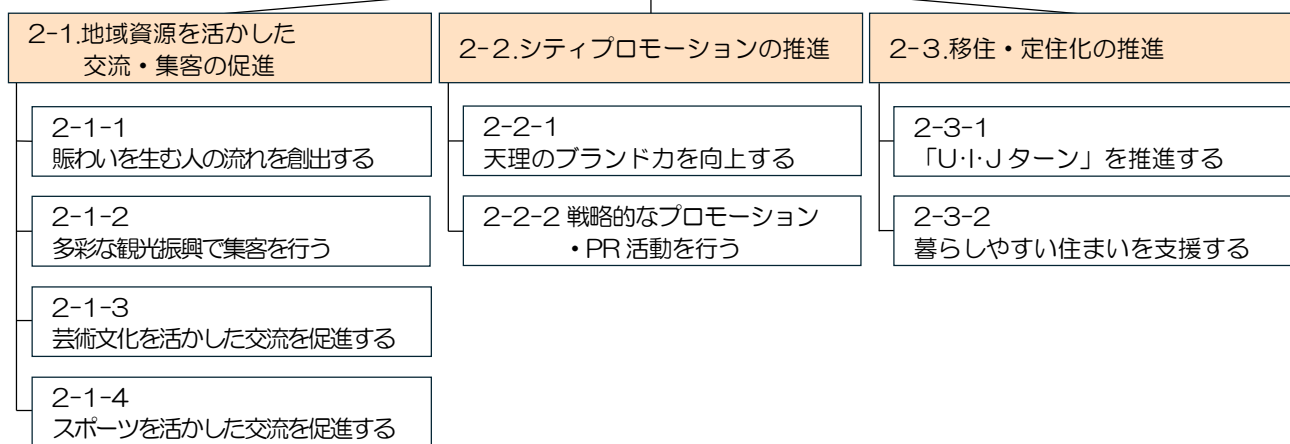 2-1.地域資源を活かした
交流・集客の促進
2-1-1
賑わいを生む人の流れを創出する
2-1-2
多彩な観光振興で集客を行う
2-1-3
芸術文化を活かした交流を促進する
2-1-4
スポーツを活かした交流を促進する
2-2.シティプロモーションの推進
2-2-1
天理のブランド力を向上する
2-2-2 戦略的なプロモーション
・PR 活動を行う
2-3.移住・定住化の推進
2-3-1
「U・I・J ターン」を推進する
2-3-2
暮らしやすい住まいを支援する